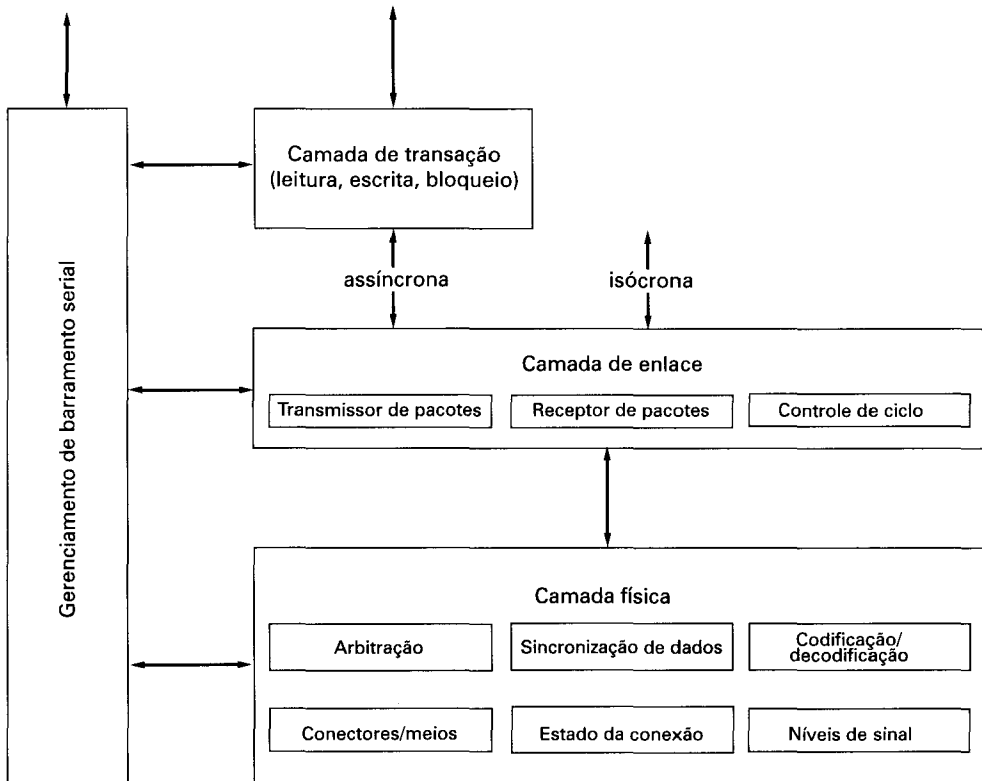 Gerenciamento de barramento serial
Camada de transação
(leitura, escrita, bloqueio)
assíncrona
isócrona
Camada de enlace
Transmissor de pacotes
Receptor de pacotes
Controle de ciclo
Camada física
Arbitração
Sincronização de dados
Codificação/
decodificação
Conectores/meios
Estado da conexão
Níveis de sinal